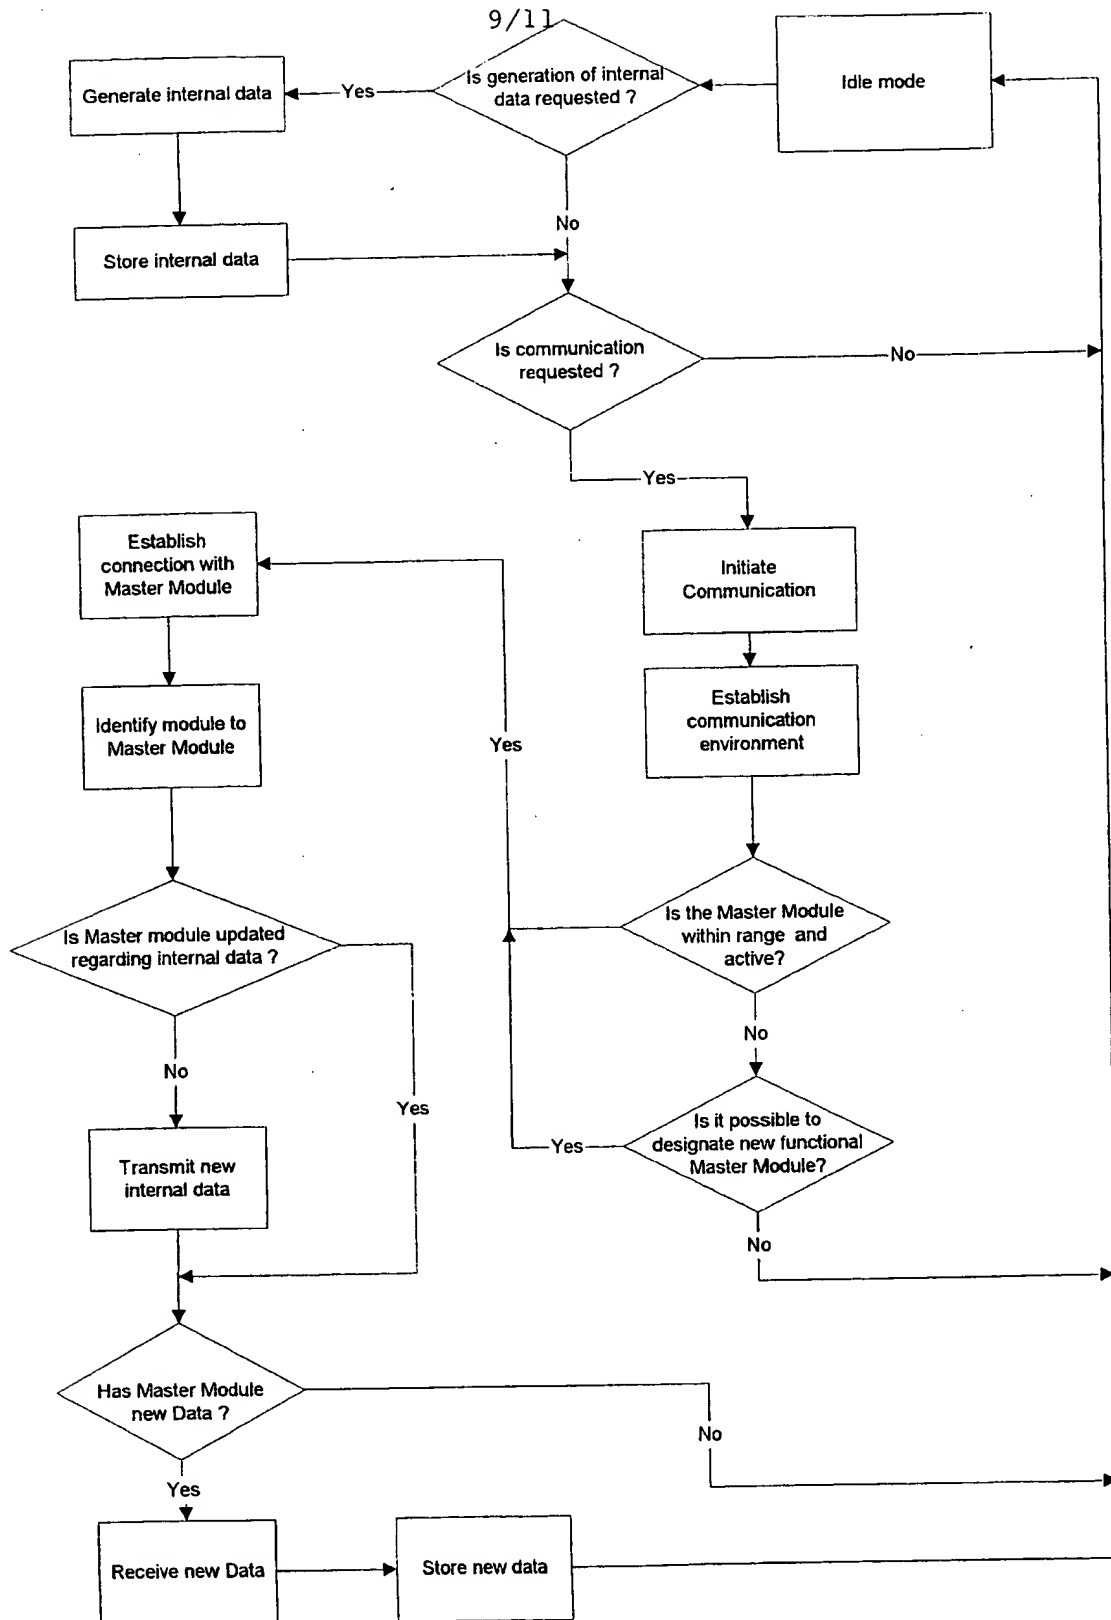 9/11
Is generation of internal
data requested ?
Idle mode
Yes
Generate internal data
No
Store internal data
Is communication
requested ?
No
Yes
Establish
connection with
Master Module
Initiate
Communication
Identify module to
Master Module
Establish
communication
environment
Yes
Is Master module updated
regarding internal data ?
Is the Master Module
within range and
active?
No
No
Yes
Is it possible to
designate new functional
Master Module?
Yes
Transmit new
internal data
No
Has Master Module
new Data ?
No
Yes
Receive new Data
Store new data